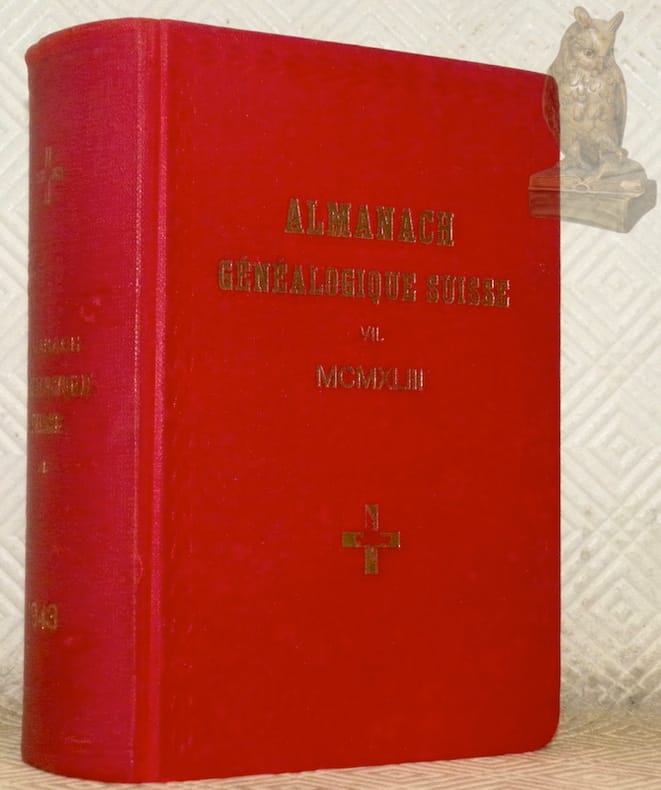 ALMANACH
GÉNÉALOGIQUE SUISSE
VII.
MCMXLIII
1943